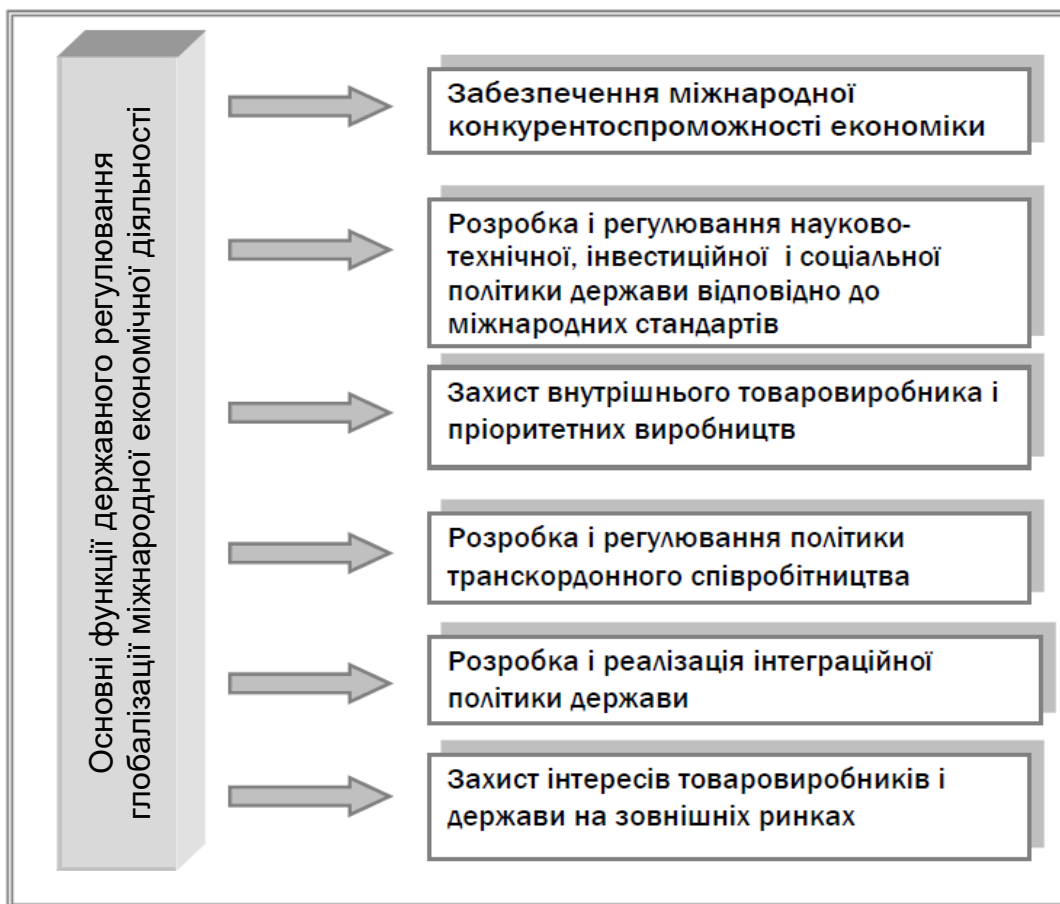 Основні функції державного регулювання
глобалізації міжнародної економічної діяльності
Забезпечення міжнародної
конкурентоспроможності економіки
Розробка і регулювання науково-
технічної, інвестиційної і соціальної
політики держави відповідно до
міжнародних стандартів
Захист внутрішнього товаровиробника і
пріоритетних виробництв
Розробка і регулювання політики
транскордонного співробітництва
Розробка і реалізація інтеграційної
політики держави
Захист інтересів товаровиробників і
держави на зовнішніх ринках